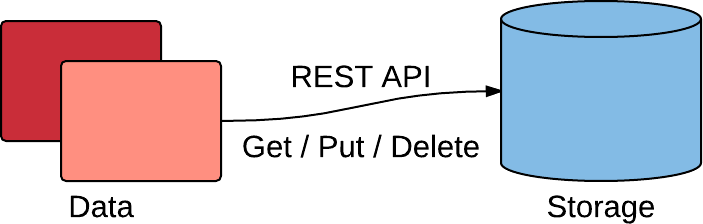 REST API
Get / Put / Delete
Data
Storage